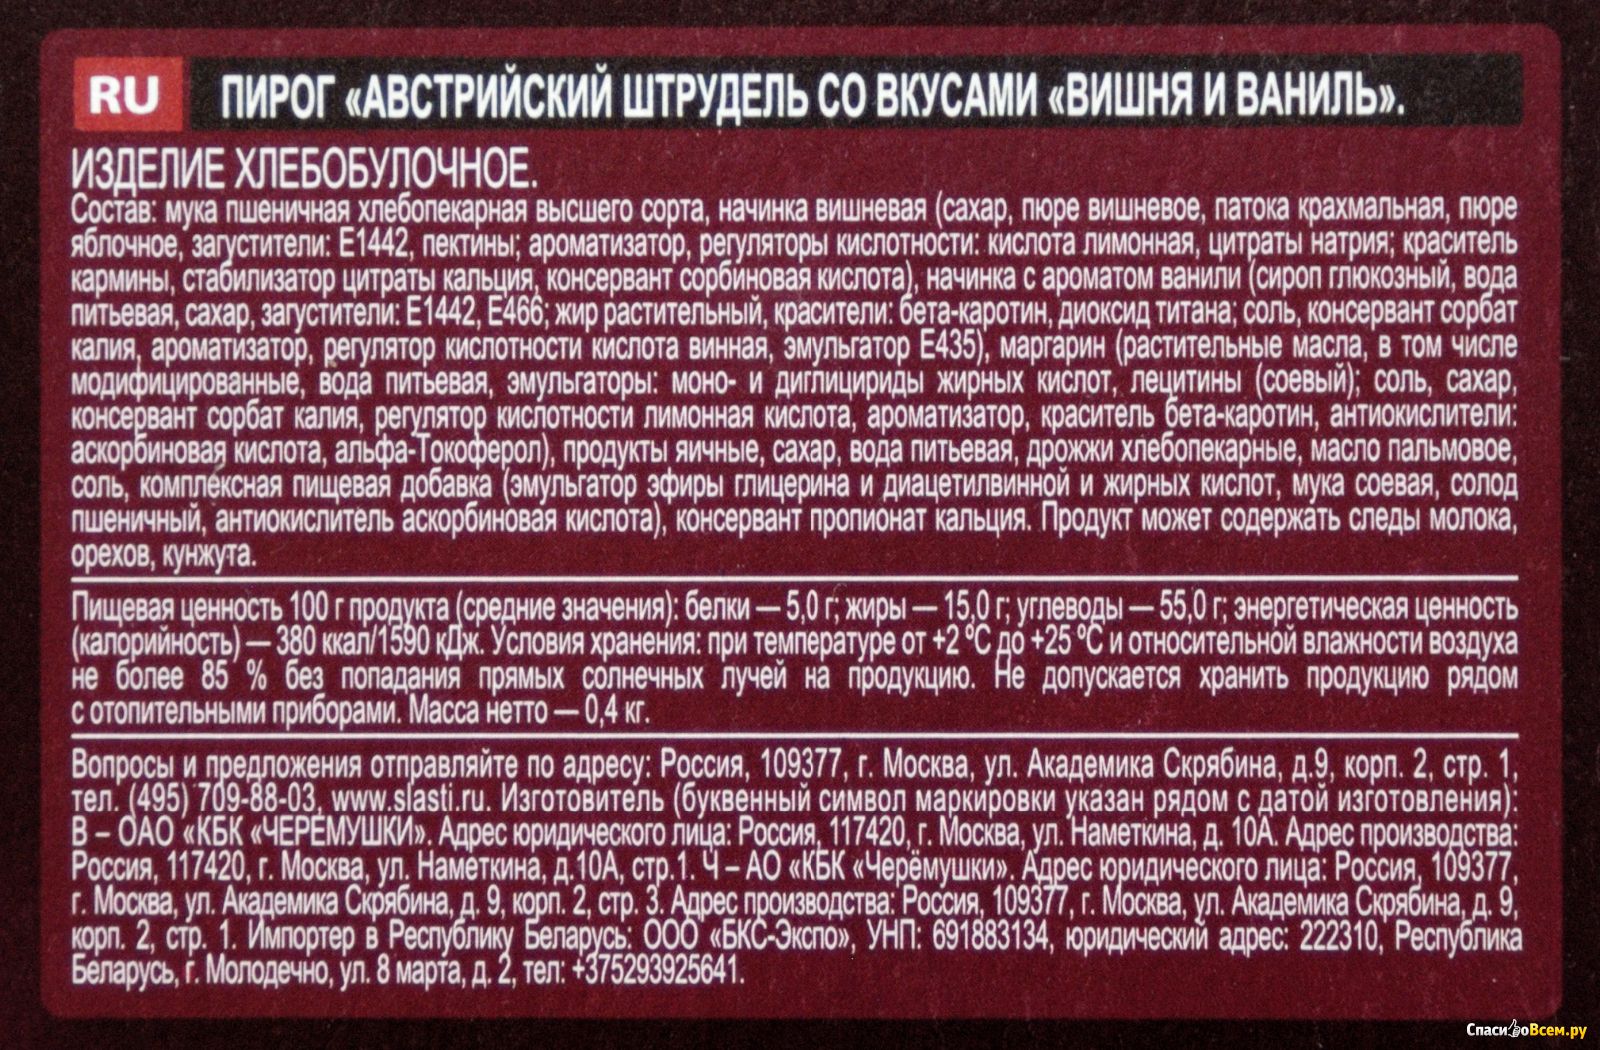 RU ПИРОГ «АВСТРИЙСКИЙ ШТРУДЕЛЬ СО ВКУСАМИ «ВИШНЯ И ВАНИЛЬ».
ИЗДЕЛИЕ ХЛЕБОБУЛОЧНОЕ.
Состав: мука пшеничная хлебопекарная высшего сорта, начинка вишневая (сахар, пюре вишневое, патока крахмальная, пюре
яблочное, загустители: Е1442, пектины; ароматизатор, регуляторы кислотности: кислота лимонная, цитраты натрия; краситель
кармины, стабилизатор цитраты кальция, консервант сорбиновая кислота), начинка с ароматом ванили (сироп глюкозный, вода
питьевая, сахар, загустители: Е1442, Е466; жир растительный, красители: бета-каротин, диоксид титана; соль, консервант сорбат
калия, ароматизатор, регулятор кислотности кислота винная, эмульгатор Е435), маргарин (растительные масла, в том числе
модифицированные, вода питьевая, эмульгаторы: моно- и диглицириды жирных кислот, лецитины (соевый); соль, сахар,
консервант сорбат калия, регулятор кислотности лимонная кислота, ароматизатор, краситель бета-каротин, антиокислители:
аскорбиновая кислота, альфа-Токоферол), продукты яичные, сахар, вода питьевая, дрожжи хлебопекарные, масло пальмовое,
соль, комплексная пищевая добавка (эмульгатор эфиры глицерина и диацетилвинной и жирных кислот, мука соевая, солод
пшеничный, антиокислитель аскорбиновая кислота), консервант пропионат кальция. Продукт может содержать следы молока,
орехов, кунжута.
Пищевая ценность 100 г продукта (средние значения): белки — 5,0 г; жиры — 15,0 г; углеводы — 55,0 г; энергетическая ценность
(калорийность) — 380 ккал/1590 кДж. Условия хранения: при температуре от +2 °С до +25 °С и относительной влажности воздуха
не более 85 % без попадания прямых солнечных лучей на продукцию. Не допускается хранить продукцию рядом
с отопительными приборами. Масса нетто — 0,4 кг.
Вопросы и предложения отправляйте по адресу: Россия, 109377, г. Москва, ул. Академика Скрябина, д.9, корп. 2, стр. 1,
тел. (495) 709-88-03, www.slasti.ru. Изготовитель (буквенный символ маркировки указан рядом с датой изготовления):
В – ОАО «КБК «ЧЕРЁМУШКИ». Адрес юридического лица: Россия, 117420, г. Москва, ул. Наметкина, д. 10А. Адрес производства:
Россия, 117420, г. Москва, ул. Наметкина, д.10А, стр.1. Ч – АО «КБК «Черёмушки». Адрес юридического лица: Россия, 109377,
г. Москва, ул. Академика Скрябина, д. 9, корп. 2, стр. 3. Адрес производства: Россия, 109377, г. Москва, ул. Академика Скрябина, д. 9,
корп. 2, стр. 1. Импортер в Республику Беларусь: ООО «БКС-Экспо», УНП: 691883134, юридический адрес: 222310, Республика
Беларусь, г. Молодечно, ул. 8 марта, д. 2, тел: +375293925641.
СпасибоВсем.ру